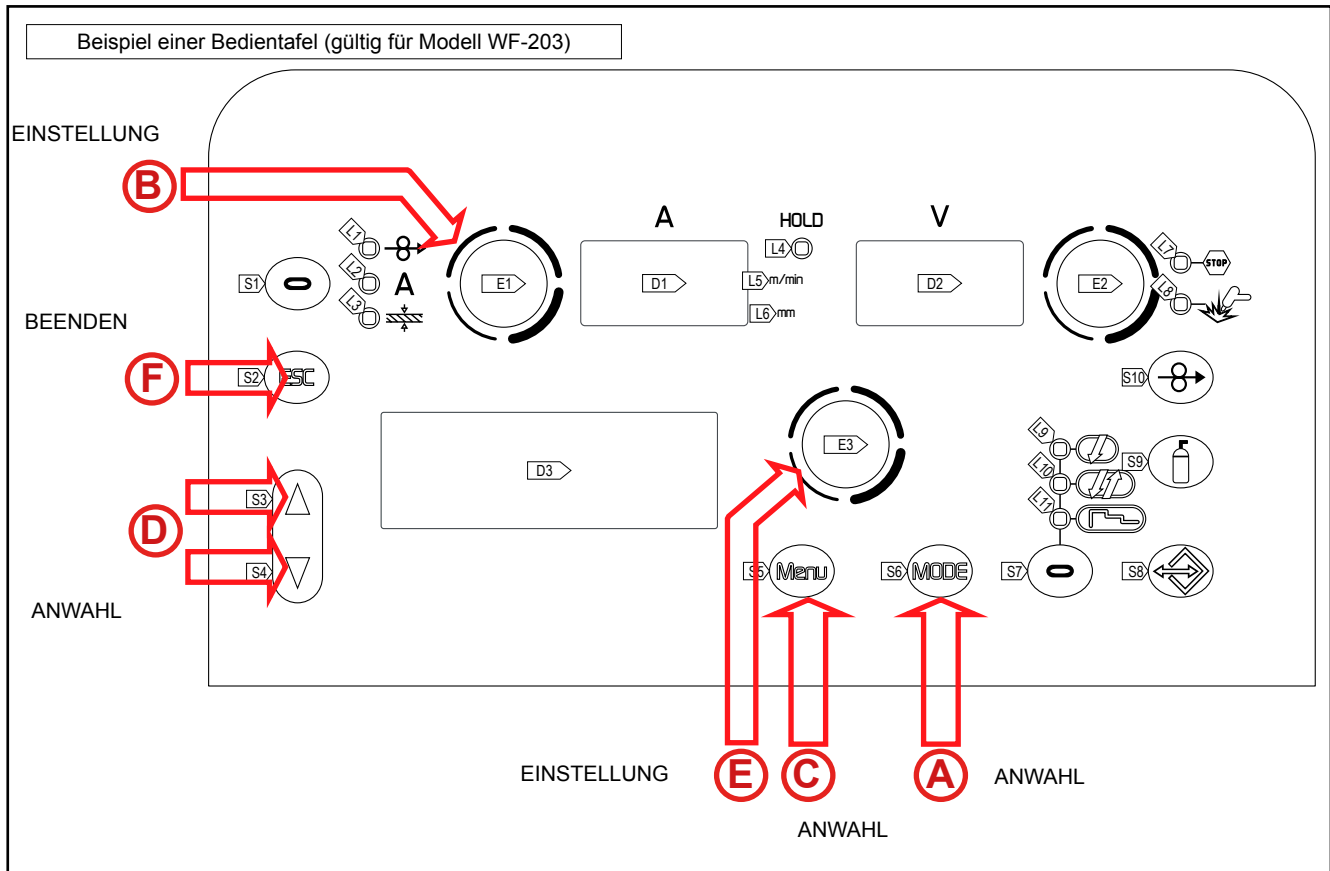 Beispiel einer Bedientafel (gültig für Modell WF-203)
EINSTELLUNG
B
A
HOLD
V
L1
L2
A
L3
S1
E1
D1
L4
L5 m/min
L6 mm
D2
E2
L7
STOP
L8
BEENDEN
F
S2
ESC
S10
E3
D3
L9
L10
L11
S9
S3
D
S4
S5
Menu
S6
MODE
S7
S8
ANWAHL
EINSTELLUNG
E
C
A
ANWAHL
ANWAHL